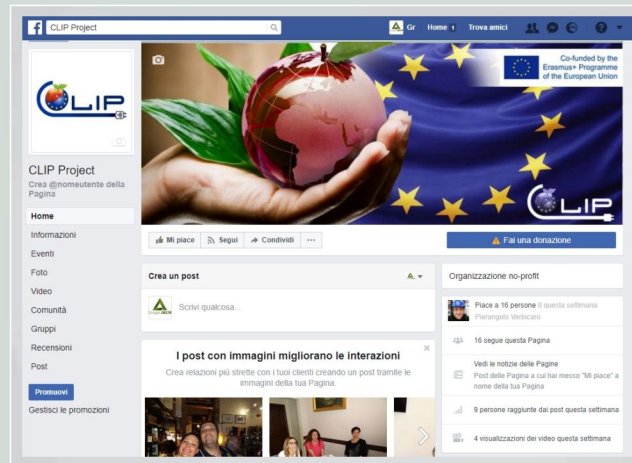 CLIP Project
Gr
Home 1
Trova amici
CLIP
Co-funded by the
Erasmus+ Programme
of the European Union
CLIP
CLIP Project
Crea @nomeutente della
Pagina
Home
Informazioni
Eventi
Foto
Video
Comunità
Gruppi
Recensioni
Post
Promuovi
Gestisci le promozioni
Mi piace
Segui
Condividi
Fai una donazione
Crea un post
Scrivi qualcosa...
I post con immagini migliorano le interazioni
Crea relazioni più strette con i tuoi clienti creando un post tramite le
immagini della tua Pagina.
Organizzazione no-profit
Piace a 16 persone 0 questa settimana
Pierangelo Verbicaro
16 segue questa Pagina
Vedi le notizie delle Pagine
Post delle Pagina a cui hai messo "Mi piace" a
nome della tua Pagina
9 persone raggiunte dai post questa settimana
4 visualizzazioni dei video questa settimana